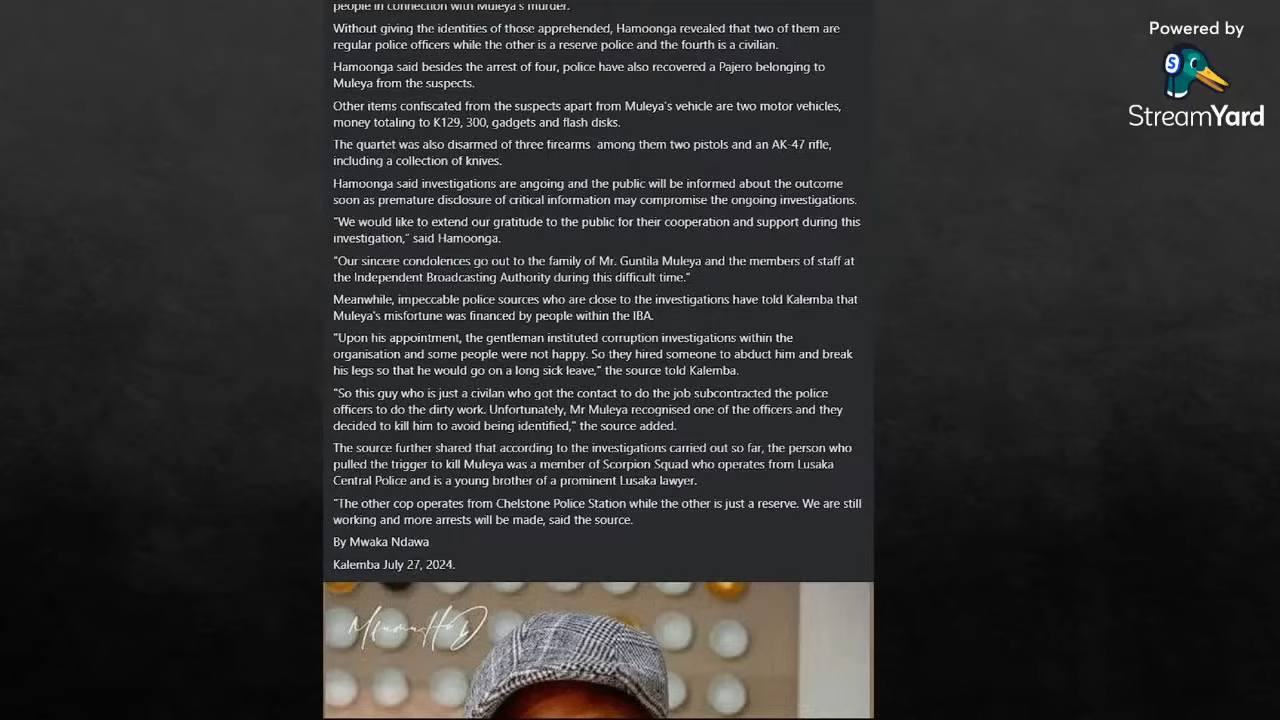 people in connection with Muleya's murder.
Without giving the identities of those apprehended, Hamoonga revealed that two of them are
regular police officers while the other is a reserve police and the fourth is a civilian.
Hamoonga said besides the arrest of four, police have also recovered a Pajero belonging to
Muleya from the suspects.
Other items confiscated from the suspects apart from Muleya's vehicle are two motor vehicles,
money totaling to K129, 300, gadgets and flash disks.
The quartet was also disarmed of three firearms  among them two pistols and an AK-47 rifle,
including a collection of knives.
Hamoonga said investigations are angoing and the public will be informed about the outcome
soon as premature disclosure of critical information may compromise the ongoing investigations.
"We would like to extend our gratitude to the public for their cooperation and support during this
investigation," said Hamoonga.
"Our sincere condolences go out to the family of Mr. Guntila Muleya and the members of staff at
the Independent Broadcasting Authority during this difficult time."
Meanwhile, impeccable police sources who are close to the investigations have told Kalemba that
Muleya's misfortune was financed by people within the IBA.
"Upon his appointment, the gentleman instituted corruption investigations within the
organisation and some people were not happy. So they hired someone to abduct him and break
his legs so that he would go on a long sick leave," the source told Kalemba.
"So this guy who is just a civilan who got the contact to do the job subcontracted the police
officers to do the dirty work. Unfortunately, Mr Muleya recognised one of the officers and they
decided to kill him to avoid being identified," the source added.
The source further shared that according to the investigations carried out so far, the person who
pulled the trigger to kill Muleya was a member of Scorpion Squad who operates from Lusaka
Central Police and is a young brother of a prominent Lusaka lawyer.
"The other cop operates from Chelstone Police Station while the other is just a reserve. We are still
working and more arrests will be made, said the source.
By Mwaka Ndawa
Kalemba July 27, 2024.
Powered by
S
StreamYard